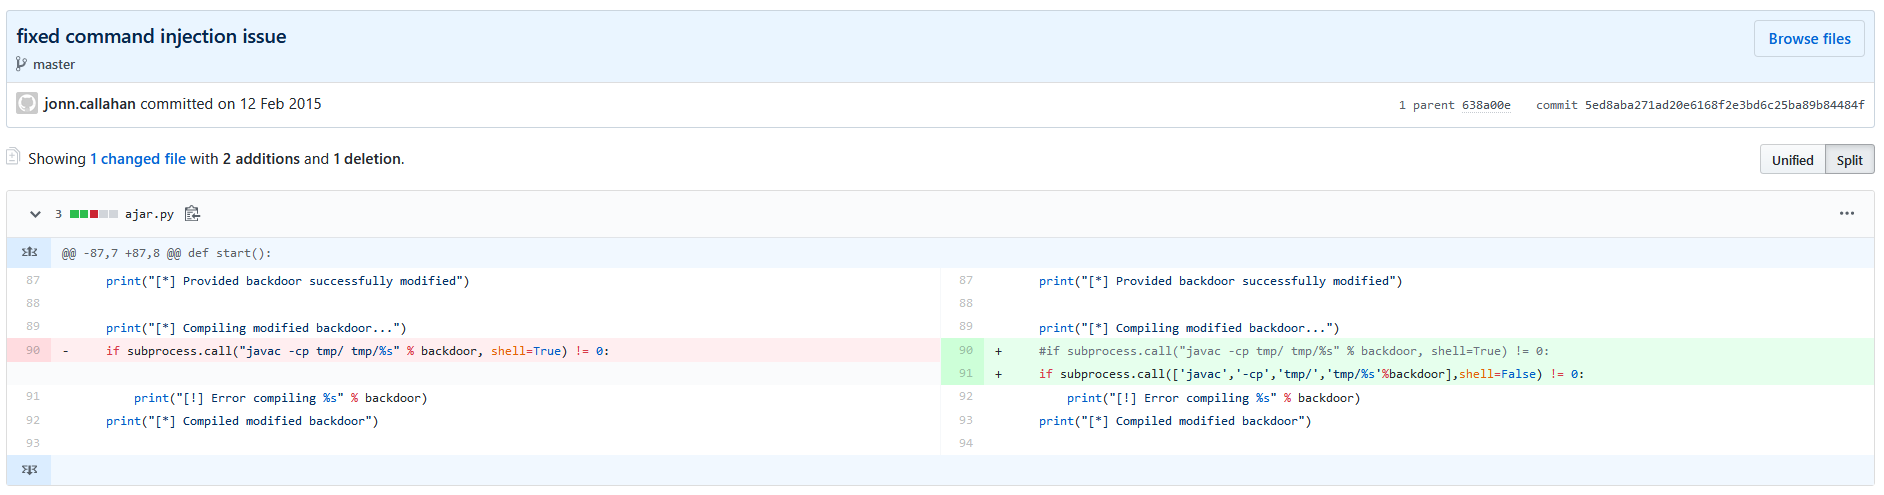 fixed command injection issue
Browse files
master
jonn.callahan committed on 12 Feb 2015
1 parent 638a00e commit 5ed8aba271ad20e6168f2e3bd6c25ba89b84484f
Showing 1 changed file with 2 additions and 1 deletion.
Unified Split
3 ajar.py
@@ -87,7 +87,8 @@ def start():
87 print("[*] Provided backdoor successfully modified")
88
89 print("[*] Compiling modified backdoor...")
90 - if subprocess.call("javac -cp tmp/ tmp/%s" % backdoor, shell=True) != 0:
91 print("[!] Error compiling %s" % backdoor)
92 print("[*] Compiled modified backdoor")
93
87 print("[*] Provided backdoor successfully modified")
88
89 print("[*] Compiling modified backdoor...")
90 + #if subprocess.call("javac -cp tmp/ tmp/%s" % backdoor, shell=True) != 0:
91 + if subprocess.call(['javac','-cp','tmp/','tmp/%s'%backdoor],shell=False) != 0:
92 print("[!] Error compiling %s" % backdoor)
93 print("[*] Compiled modified backdoor")
94